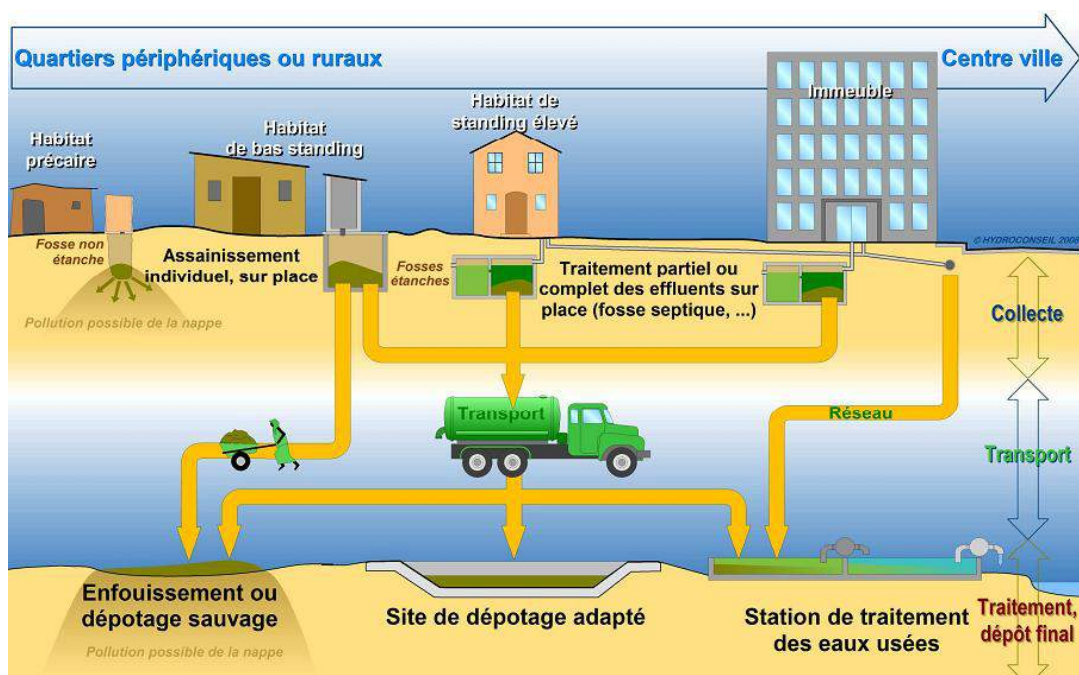 Quartiers périphériques ou ruraux
Centre ville
Immeuble
Habitat de
standing élevé
Habitat
de bas standing
Habitat
précaire
© HYDROCONSEIL 2008
Fosse non
étanche
Assainissement
individuel, sur place
Fosses
étanches
Traitement partiel ou
complet des effluents sur
place (fosse septique, ...)
Pollution possible de la nappe
Collecte
Transport
Réseau
Transport
Enfouissement ou
dépotage sauvage
Pollution possible de la nappe
Site de dépotage adapté
Station de traitement
des eaux usées
Traitement,
dépôt final